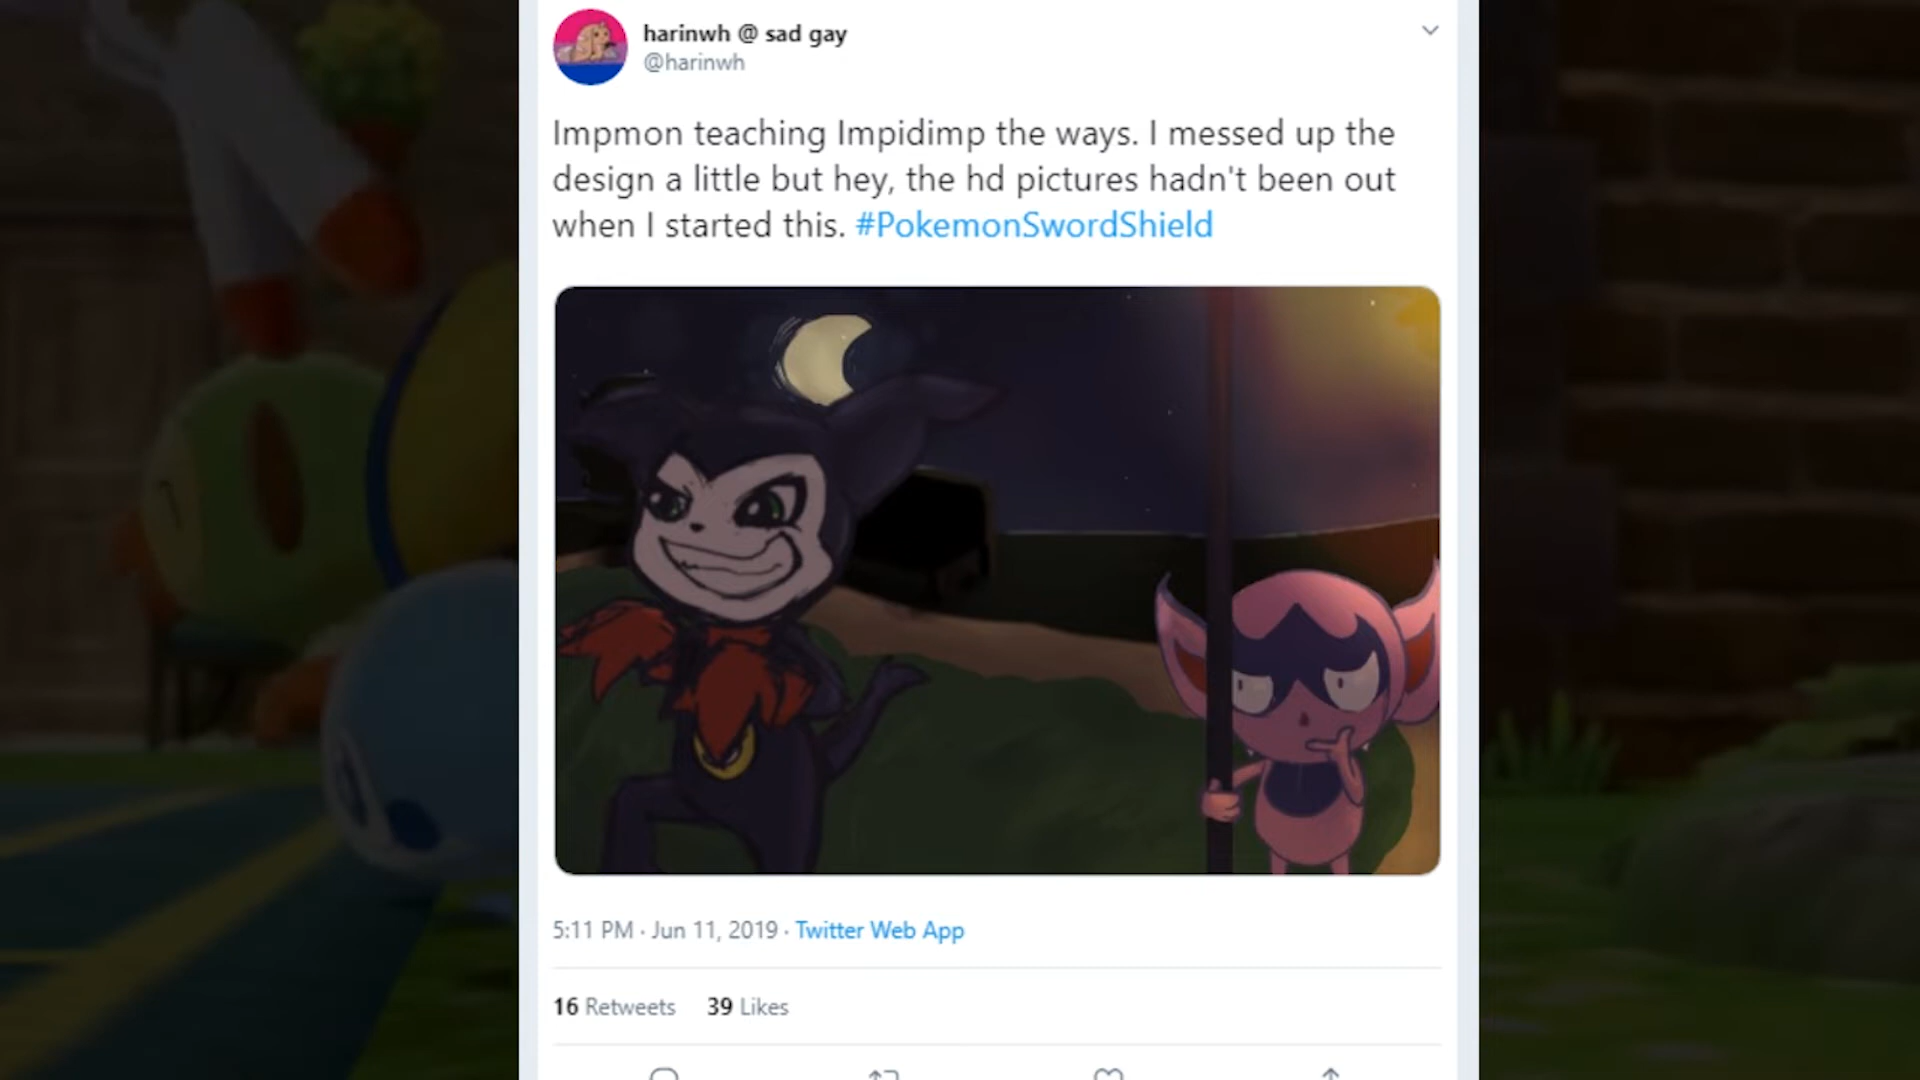 harinwh @ sad gay
@harinwh
Impmon teaching Impidimp the ways. I messed up the
design a little but hey, the hd pictures hadn't been out
when I started this. #PokemonSwordShield
5:11 PM · Jun 11, 2019 · Twitter Web App
16 Retweets 39 Likes